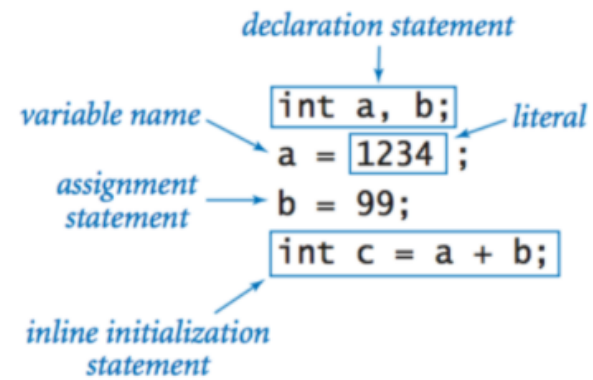 declaration statement
int a, b;
variable name
literal
a = 1234 ;
assignment
statement
b = 99;
int c = a + b;
inline initialization
statement